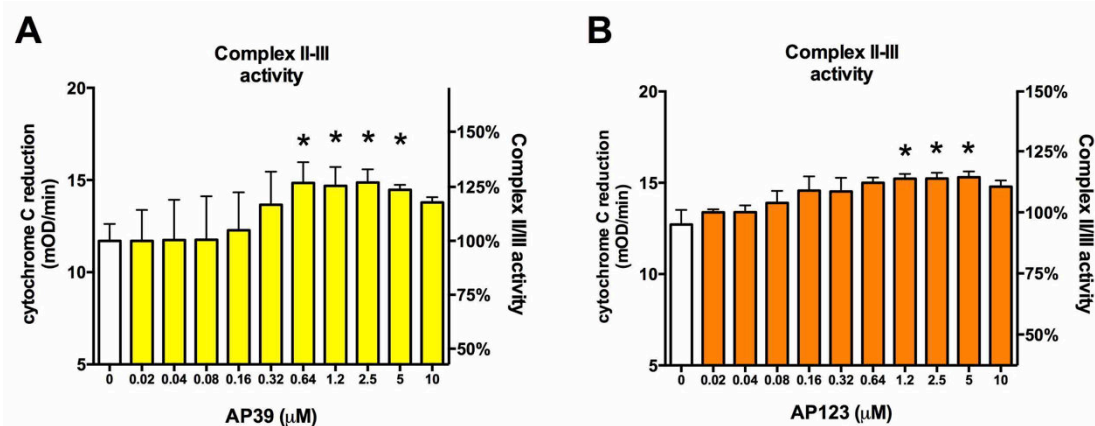 A
Complex II-III
activity
20
15
10
5
cytochrome C reduction
(mOD/min)
* * * *
150%
125%
100%
75%
50%
Complex II/III activity
0 0.02 0.04 0.08 0.16 0.32 0.64 1.2 2.5 5 10
AP39 (μM)
B
Complex II-III
activity
20
15
10
5
cytochrome C reduction
(mOD/min)
* * *
150%
125%
100%
75%
50%
Complex II/III activity
0 0.02 0.04 0.08 0.16 0.32 0.64 1.2 2.5 5 10
AP123 (μM)